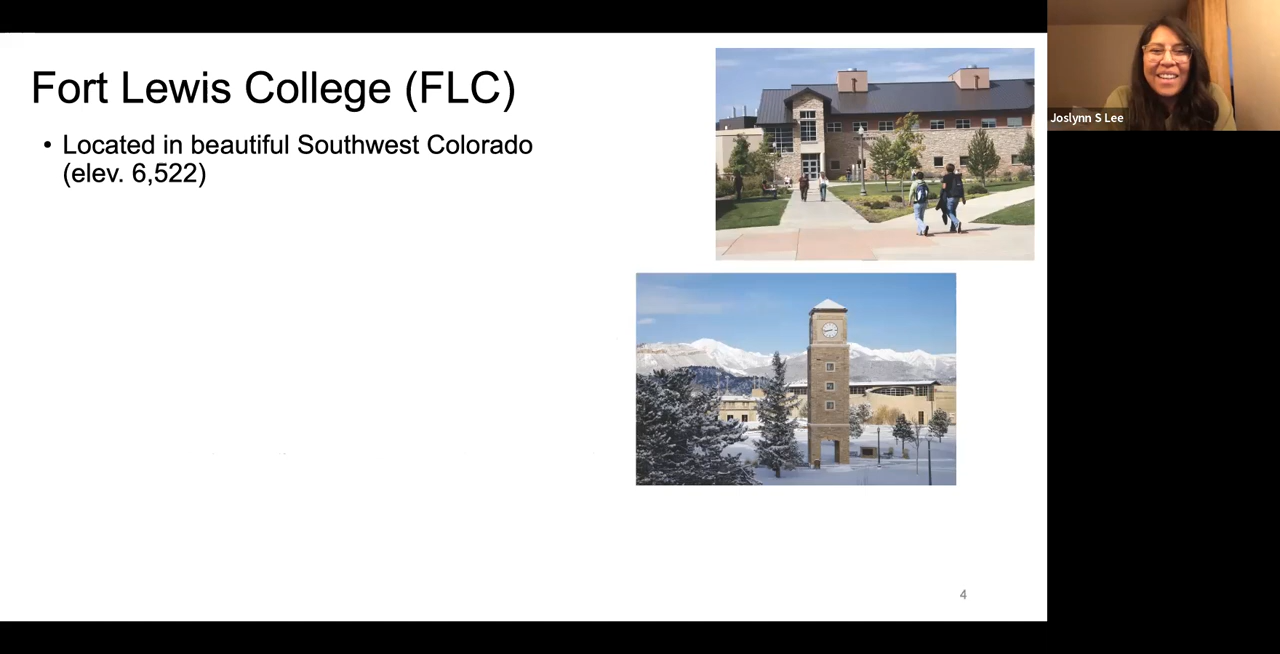 Fort Lewis College (FLC)
• Located in beautiful Southwest Colorado
(elev. 6,522)
Joslynn S Lee
4